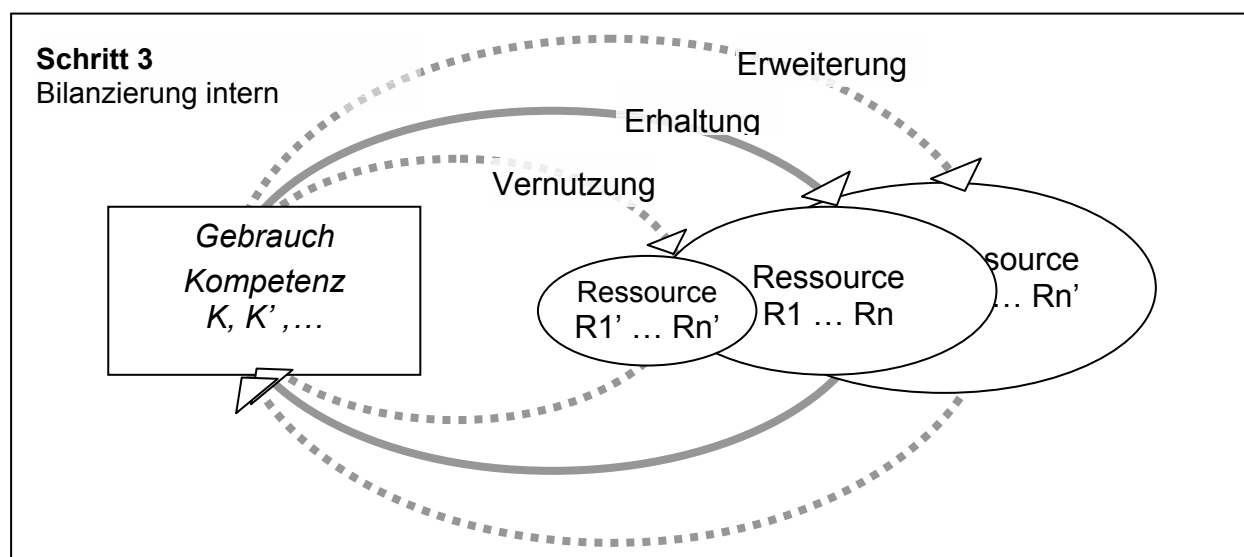 Schritt 3
Bilanzierung intern
Erweiterung
Erhaltung
Vernutzung
Gebrauch
Kompetenz
K, K’ ,…
Ressource
R1’ … Rn’
Ressource
R1 … Rn
source
… Rn’